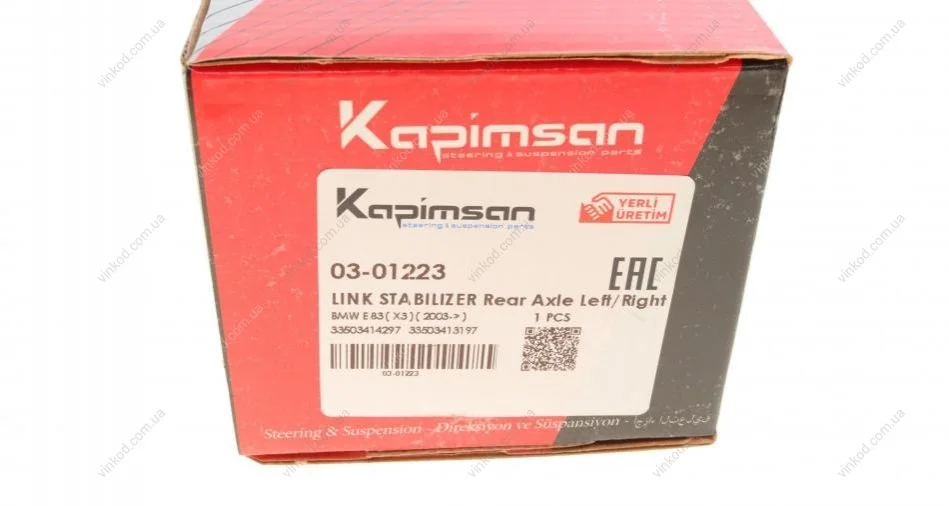 Kapimsan
steering & suspension parts
Kapimsan
steering & suspension parts
YERLİ
ÜRETİM
03-01223
EAC
LINK STABILIZER Rear Axle Left/Right
BMW E 83 ( X3 ) ( 2003-> )
1 PCS
33503414297 33503413197
03-01223
Steering & Suspension - Direksiyon ve Süspansiyon -
vinkod.com.ua